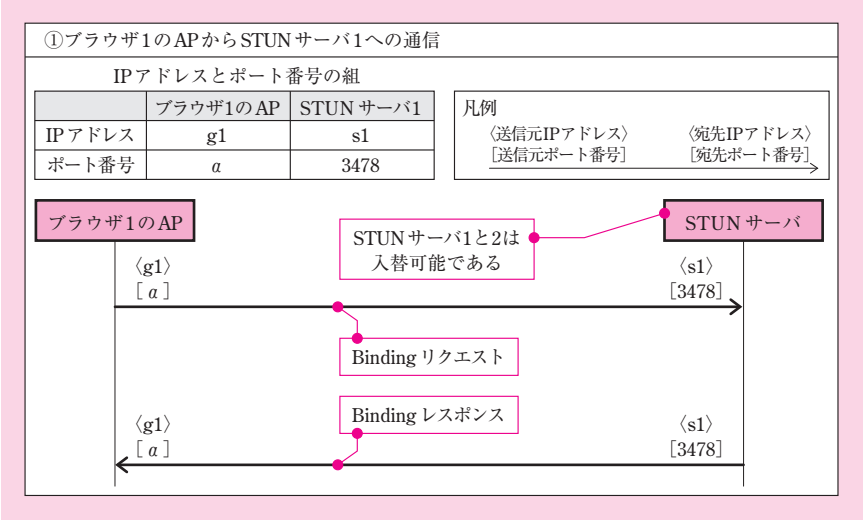 ①ブラウザ1のAPからSTUNサーバ1への通信
IPアドレスとポート番号の組
ブラウザ1のAP STUNサーバ1
IPアドレス g1 s1
ポート番号 a 3478
凡例
〈送信元IPアドレス〉 〈宛先IPアドレス〉
[送信元ポート番号] [宛先ポート番号]
ブラウザ1のAP
STUNサーバ
STUNサーバ1と2は
入替可能である
〈g1〉 〈s1〉
[a] [3478]
Bindingリクエスト
Bindingレスポンス
〈g1〉 〈s1〉
[a] [3478]